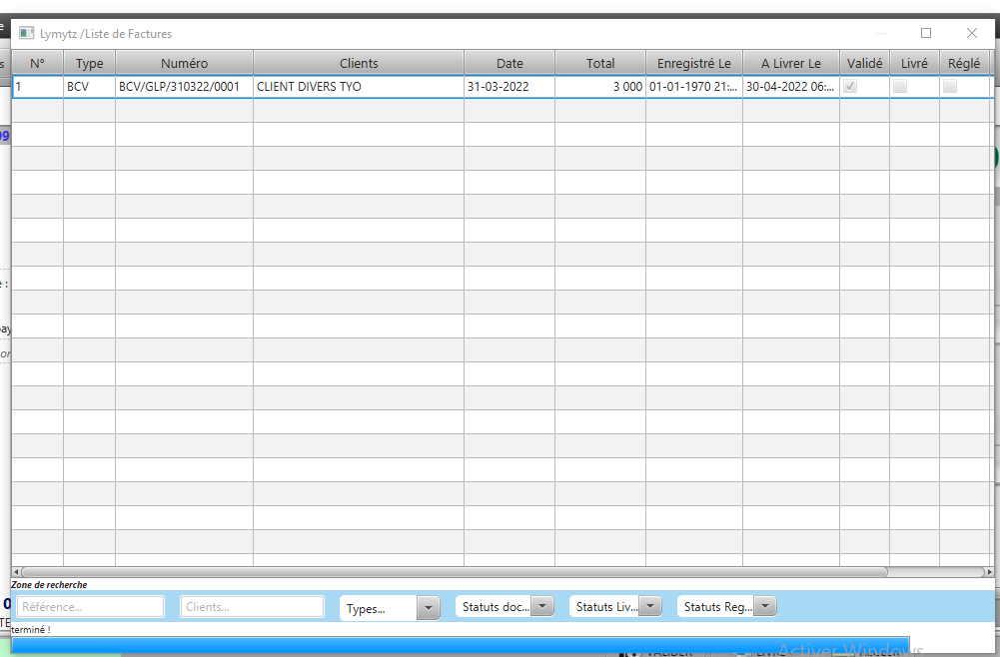 Lymytz /Liste de Factures
N° Type Numéro Clients Date Total Enregistré Le A Livrer Le Validé Livré Réglé
1 BCV BCV/GLP/310322/0001 CLIENT DIVERS TYO 31-03-2022 3 000 01-01-1970 21:... 30-04-2022 06:...
Zone de recherche
Référence... Clients... Types... Statuts doc... Statuts Liv... Statuts Reg...
terminé !
Activer Windows